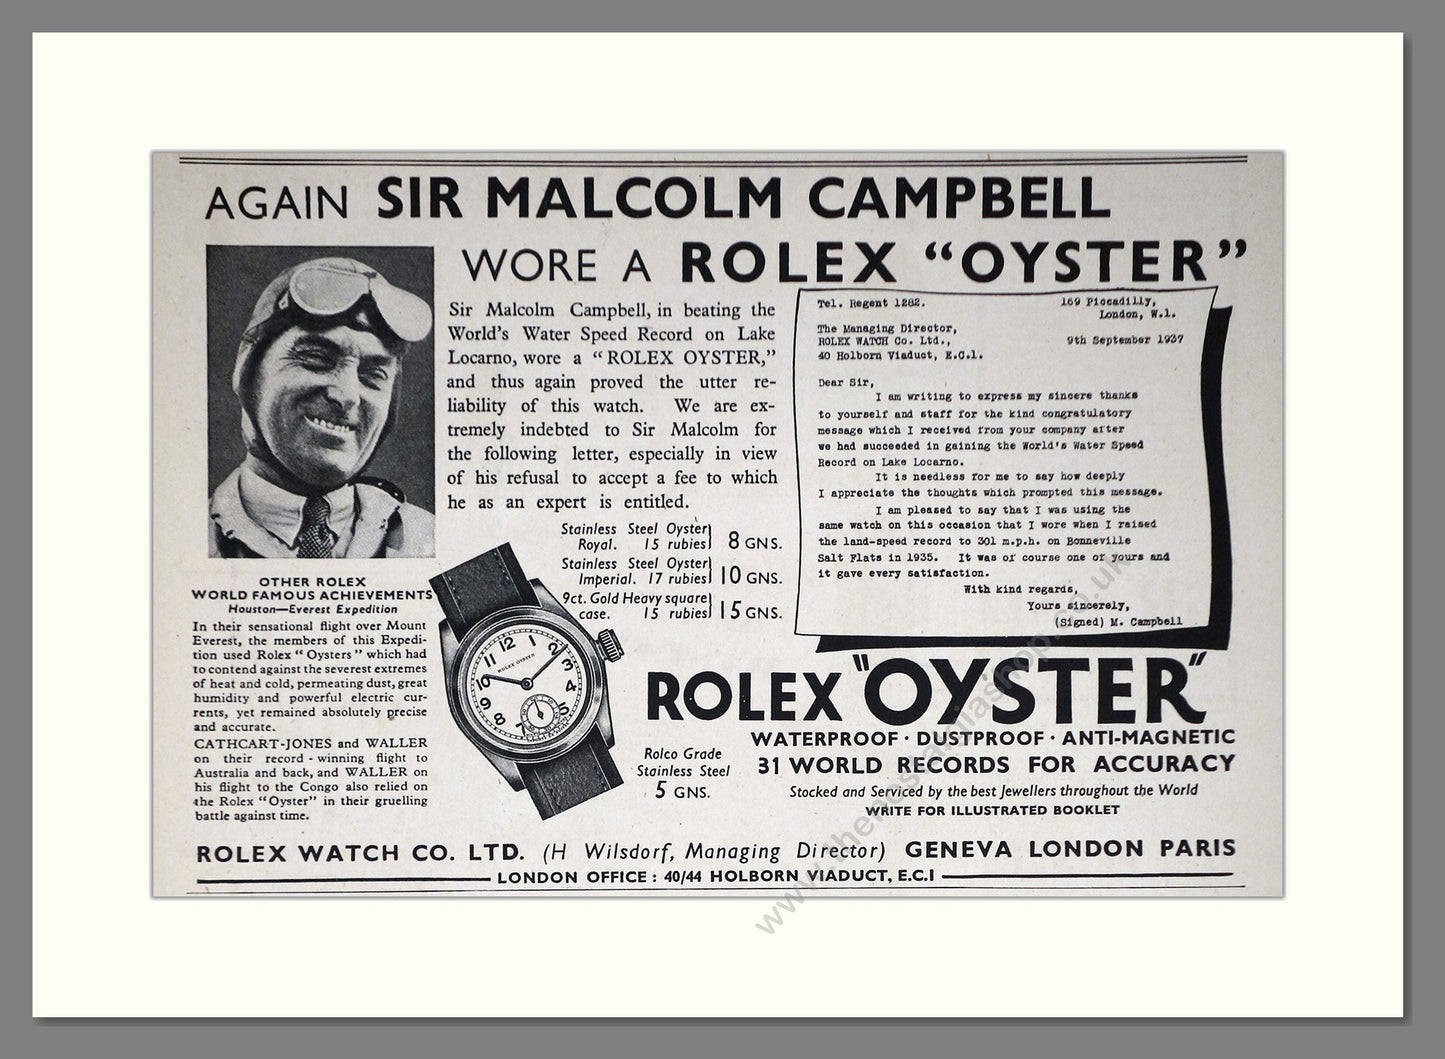 AGAIN SIR MALCOLM CAMPBELL
WORE A ROLEX “OYSTER”
Sir Malcolm Campbell, in beating the
World's Water Speed Record on Lake
Locarno, wore a “ROLEX OYSTER,”
and thus again proved the utter re-
liability of this watch. We are ex-
tremely indebted to Sir Malcolm for
the following letter, especially in view
of his refusal to accept a fee to which
he as an expert is entitled.
Tel. Regent 1282.
169 Piccadilly,
London, W.1.
The Managing Director,
ROLEX WATCH Co. Ltd.,
40 Holborn Viaduct, E.C.1.
9th September 1937
Dear Sir,
I am writing to express my sincere thanks
to yourself and staff for the kind congratulatory
message which I received from your company after
we had succeeded in gaining the World's Water Speed
Record on Lake Locarno.
It is needless for me to say how deeply
I appreciate the thoughts which prompted this message.
I am pleased to say that I was using the
same watch on this occasion that I wore when I raised
the land-speed record to 301 m.p.h. on Bonneville
Salt Flats in 1935. It was of course one of yours and
it gave every satisfaction.
With kind regards,
Yours sincerely,
(Signed) M. Campbell
Stainless Steel Oyster
Royal. 15 rubies 8 GNS.
Stainless Steel Oyster
Imperial. 17 rubies 10 GNS.
9ct. Gold Heavy square
case. 15 rubies 15 GNS.
OTHER ROLEX
WORLD FAMOUS ACHIEVEMENTS
Houston—Everest Expedition
In their sensational flight over Mount
Everest, the members of this Expedi-
tion used Rolex “Oysters” which had
to contend against the severest extremes
of heat and cold, permeating dust, great
humidity and powerful electric cur-
rents, yet remained absolutely precise
and accurate.
CATHCART-JONES and WALLER
on their record-winning flight to
Australia and back, and WALLER on
his flight to the Congo also relied on
the Rolex “Oyster” in their gruelling
battle against time.
12 1 2 3 4 5 7 8 9 10 11
ROLEX OYSTER
Rolco Grade
Stainless Steel
5 GNS.
ROLEX "OYSTER"
WATERPROOF · DUSTPROOF · ANTI-MAGNETIC
31 WORLD RECORDS FOR ACCURACY
Stocked and Serviced by the best Jewellers throughout the World
WRITE FOR ILLUSTRATED BOOKLET
ROLEX WATCH CO. LTD. (H Wilsdorf, Managing Director) GENEVA LONDON PARIS
LONDON OFFICE : 40/44 HOLBORN VIADUCT, E.C.1